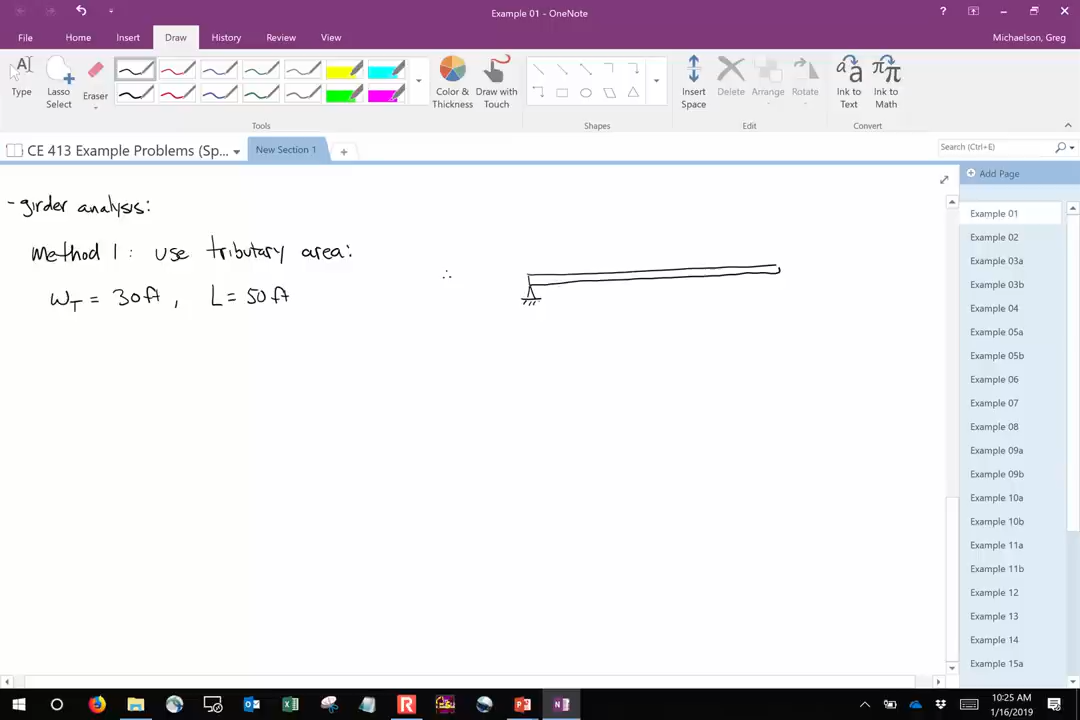 Example 01 - OneNote
?
Michaelson, Greg
File Home Insert Draw History Review View
Type
Lasso Select
Eraser
Color & Thickness
Draw with Touch
Insert Space
Delete
Arrange
Rotate
Ink to Text
Ink to Math
Tools
Shapes
Edit
Convert
CE 413 Example Problems (Sp...
New Section 1
Search (Ctrl+E)
Add Page
- girder analysis:
Method 1: use tributary area:
∴
w_T = 30 ft, L = 50 ft
Example 01
Example 02
Example 03a
Example 03b
Example 04
Example 05a
Example 05b
Example 06
Example 07
Example 08
Example 09a
Example 09b
Example 10a
Example 10b
Example 11a
Example 11b
Example 12
Example 13
Example 14
Example 15a
10:25 AM
1/16/2019